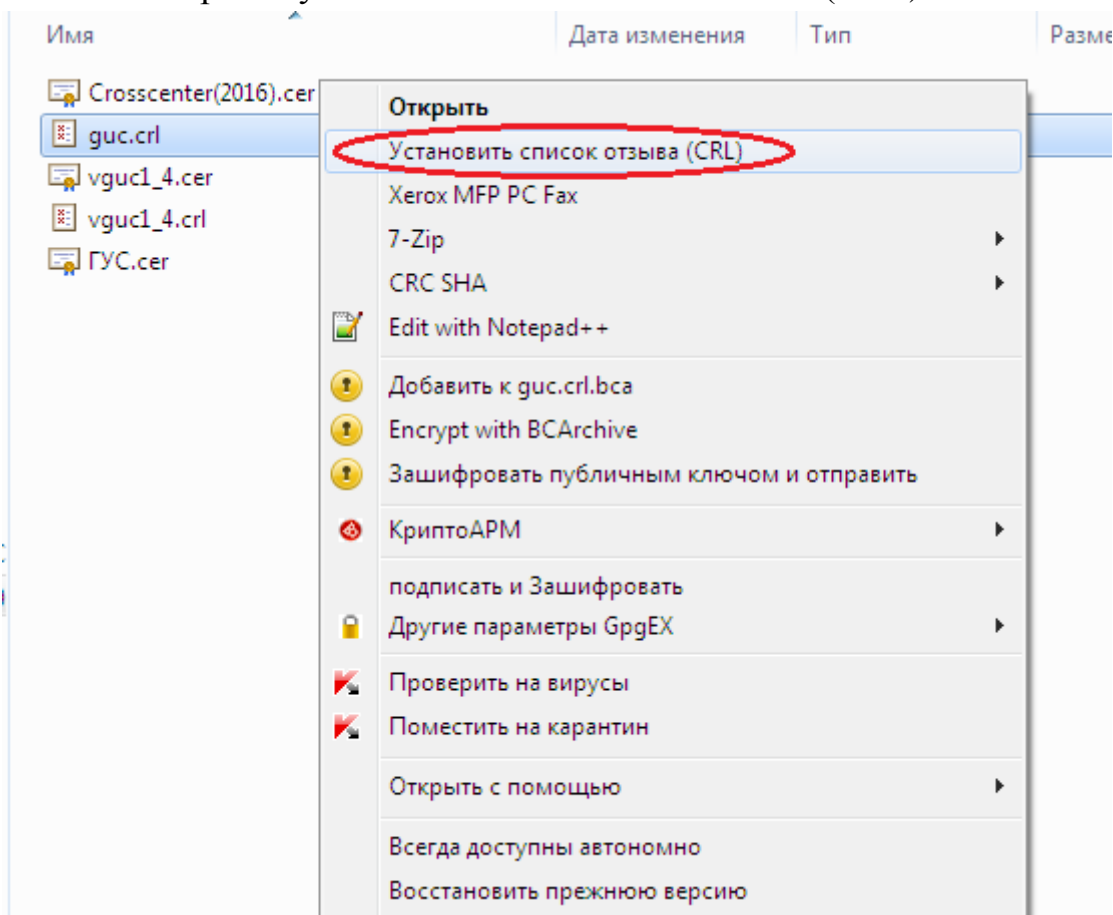 Имя Дата изменения Тип Разме
Crosscenter(2016).cer
guc.crl
vguc1_4.cer
vguc1_4.crl
ГУС.cer
Открыть
Установить список отзыва (CRL)
Xerox MFP PC Fax
7-Zip
CRC SHA
Edit with Notepad++
Добавить к guc.crl.bca
Encrypt with BCArchive
Зашифровать публичным ключом и отправить
КриптоАРМ
подписать и Зашифровать
Другие параметры GpgEX
Проверить на вирусы
Поместить на карантин
Открыть с помощью
Всегда доступны автономно
Восстановить прежнюю версию